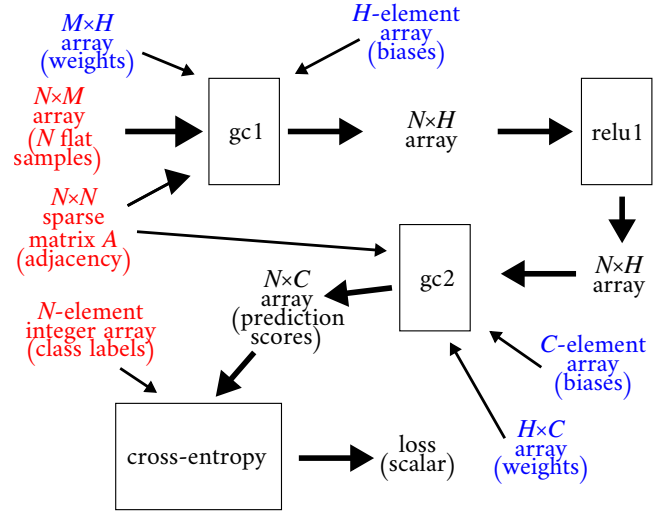 M×H
array
(weights)
H-element
array
(biases)
N×M
array
(N flat
samples)
gc1
N×H
array
relu1
N×N
sparse
matrix A
(adjacency)
gc2
N×H
array
N×C
array
(prediction
scores)
N-element
integer array
(class labels)
C-element
array
(biases)
H×C
array
(weights)
cross-entropy
loss
(scalar)